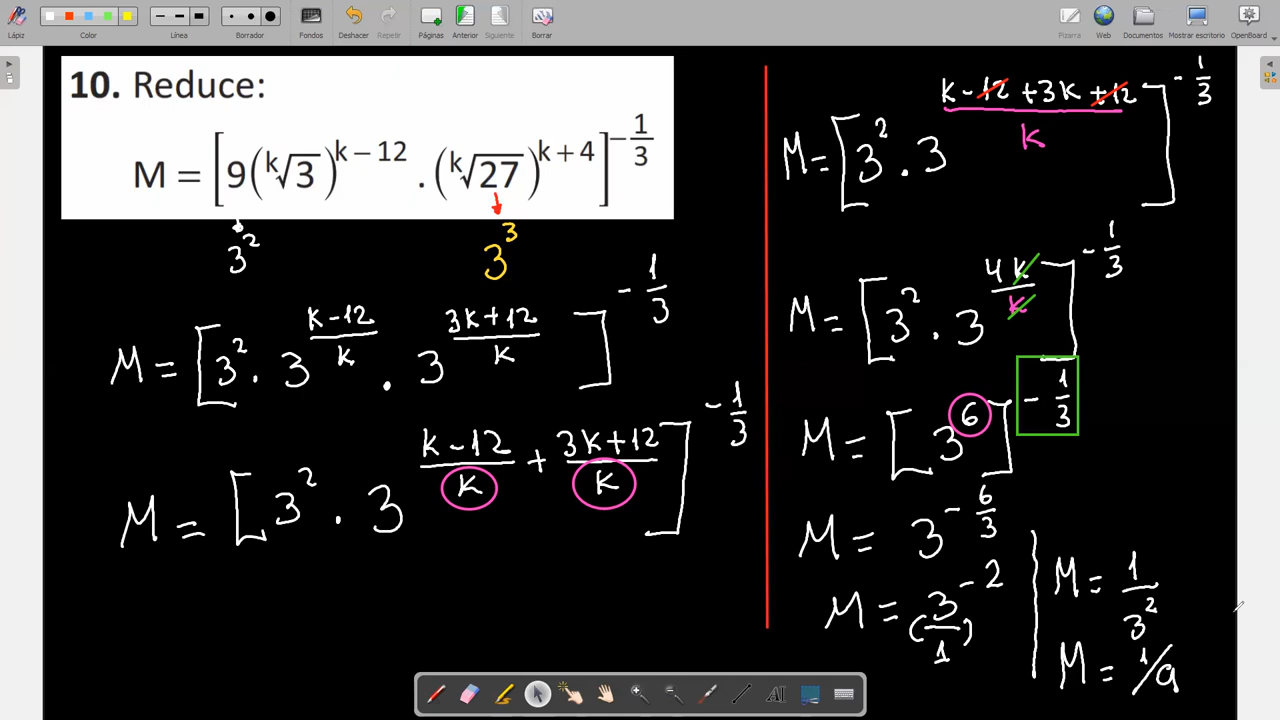 Lápiz Color Línea Borrador Fondos Deshacer Repetir Páginas Anterior Siguiente Borrar Pizarra Web Documentos Mostrar escritorio OpenBoard
10. Reduce:
M = [9(ᵏ√3)^(k − 12) . (ᵏ√27)^(k + 4)]^(−1/3)
3²
3³
M = [3² . 3^((k-12)/k) . 3^((3k+12)/k)]^(-1/3)
M = [3² . 3^((k-12)/k + (3k+12)/k)]^(-1/3)
M = [3² . 3^((k-12+3k+12)/k)]^(-1/3)
M = [3² . 3^(4k/k)]^(-1/3)
M = [3⁶]^(-1/3)
M = 3^(-6/3)
M = (3/1)^(-2)
M = 1/3²
M = 1/9
AI